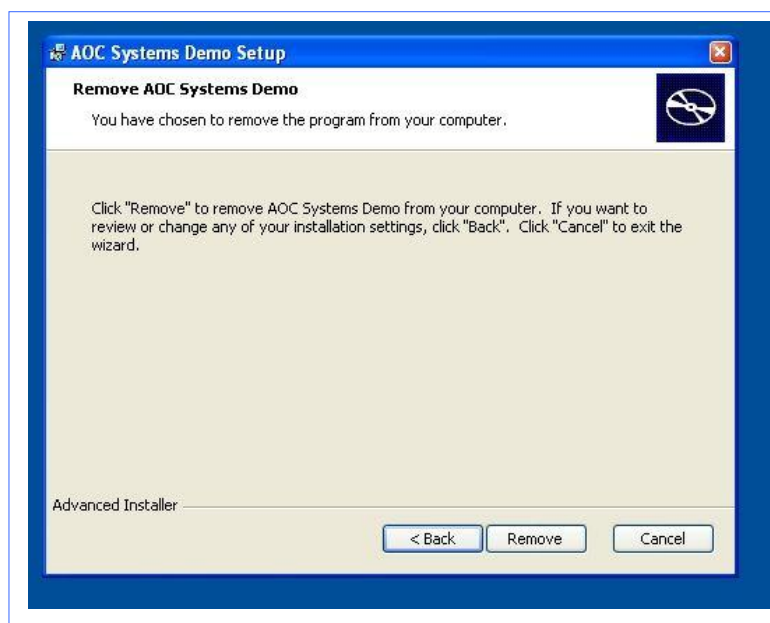 AOC Systems Demo Setup
Remove AOC Systems Demo
You have chosen to remove the program from your computer.
Click "Remove" to remove AOC Systems Demo from your computer.  If you want to
review or change any of your installation settings, click "Back".  Click "Cancel" to exit the
wizard.
Advanced Installer
< Back
Remove
Cancel